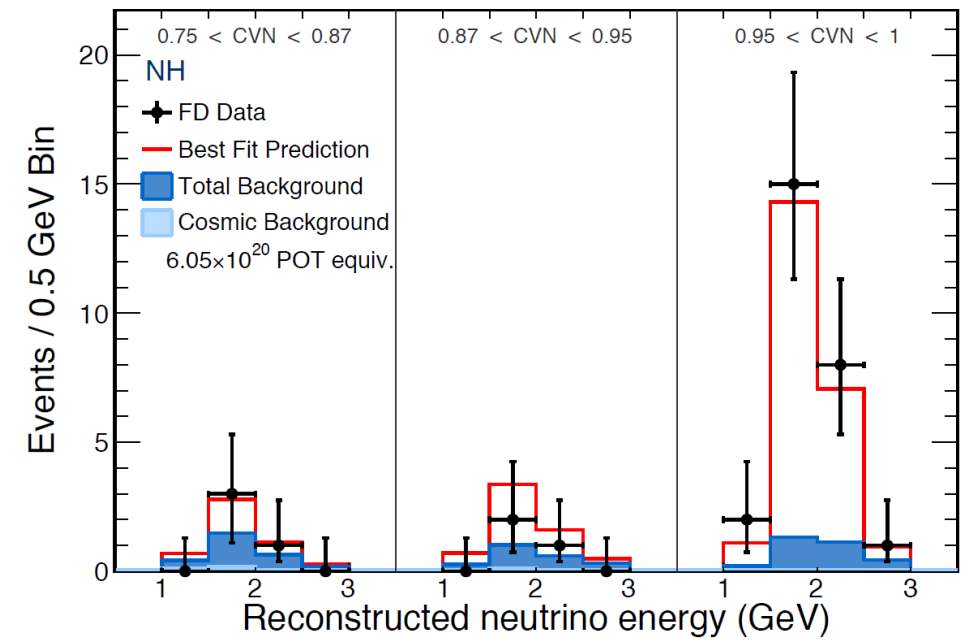 0.75 < CVN < 0.87
0.87 < CVN < 0.95
0.95 < CVN < 1
NH
FD Data
Best Fit Prediction
Total Background
Cosmic Background
6.05×10²⁰ POT equiv.
Events / 0.5 GeV Bin
20
15
10
5
0
1 2 3 1 2 3 1 2 3
Reconstructed neutrino energy (GeV)